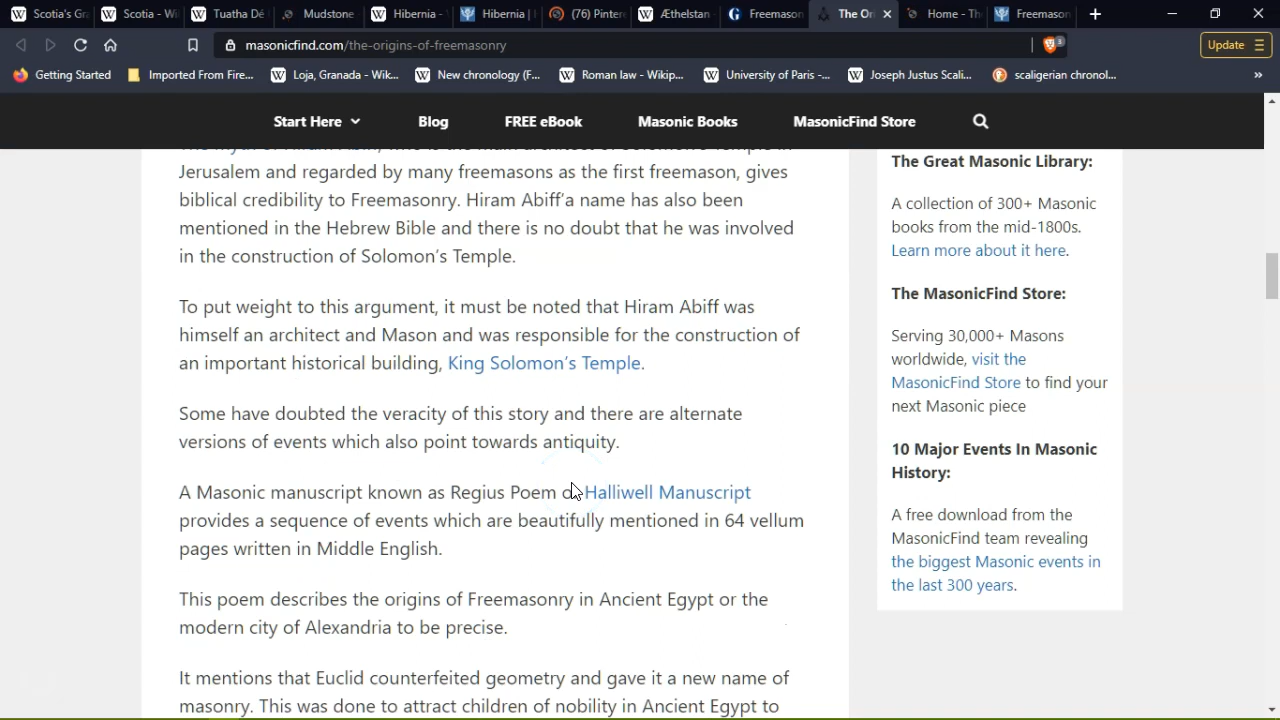 Scotia's Gr
Scotia - Wi
Tuatha Dé
Mudstone
Hibernia -
Hibernia |
(76) Pinter
Æthelstan
Freemason
The Or
Home - The
Freemason
masonicfind.com/the-origins-of-freemasonry
3
Update
Getting Started
Imported From Fire...
Loja, Granada - Wik...
New chronology (F...
Roman law - Wikip...
University of Paris -...
Joseph Justus Scali...
scaligerian chronol...
»
Start Here
Blog
FREE eBook
Masonic Books
MasonicFind Store
The myth of Hiram Abiff, who is the main architect of Solomon's Temple in
Jerusalem and regarded by many freemasons as the first freemason, gives
biblical credibility to Freemasonry. Hiram Abiff'a name has also been
mentioned in the Hebrew Bible and there is no doubt that he was involved
in the construction of Solomon's Temple.
To put weight to this argument, it must be noted that Hiram Abiff was
himself an architect and Mason and was responsible for the construction of
an important historical building, King Solomon's Temple.
Some have doubted the veracity of this story and there are alternate
versions of events which also point towards antiquity.
A Masonic manuscript known as Regius Poem o Halliwell Manuscript
provides a sequence of events which are beautifully mentioned in 64 vellum
pages written in Middle English.
This poem describes the origins of Freemasonry in Ancient Egypt or the
modern city of Alexandria to be precise.
It mentions that Euclid counterfeited geometry and gave it a new name of
masonry. This was done to attract children of nobility in Ancient Egypt to
The Great Masonic Library:
A collection of 300+ Masonic
books from the mid-1800s.
Learn more about it here.
The MasonicFind Store:
Serving 30,000+ Masons
worldwide, visit the
MasonicFind Store to find your
next Masonic piece
10 Major Events In Masonic
History:
A free download from the
MasonicFind team revealing
the biggest Masonic events in
the last 300 years.